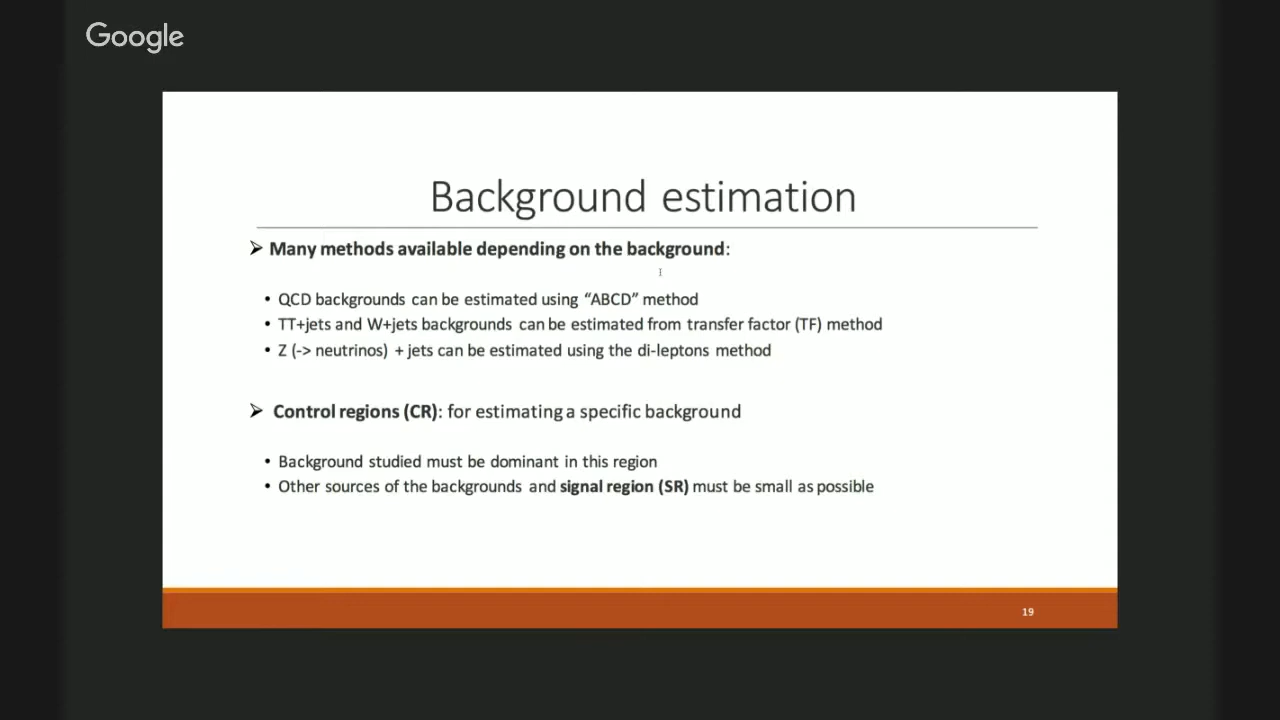 Google
Background estimation
➢ Many methods available depending on the background:
• QCD backgrounds can be estimated using “ABCD” method
• TT+jets and W+jets backgrounds can be estimated from transfer factor (TF) method
• Z (-> neutrinos) + jets can be estimated using the di-leptons method
➢ Control regions (CR): for estimating a specific background
• Background studied must be dominant in this region
• Other sources of the backgrounds and signal region (SR) must be small as possible
19